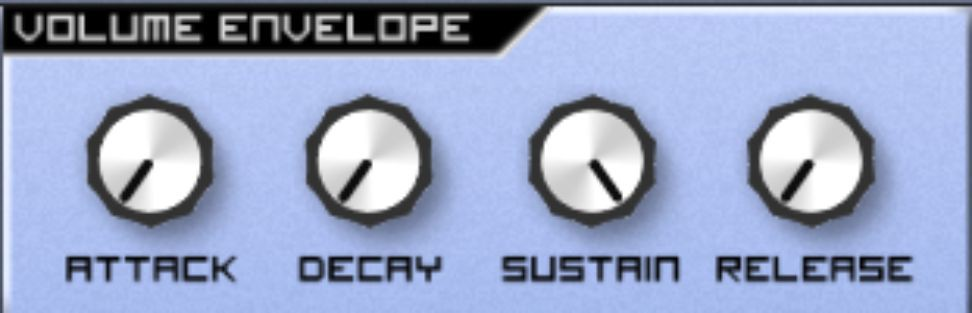 VOLUME ENVELOPE
ATTACK DECAY SUSTAIN RELEASE